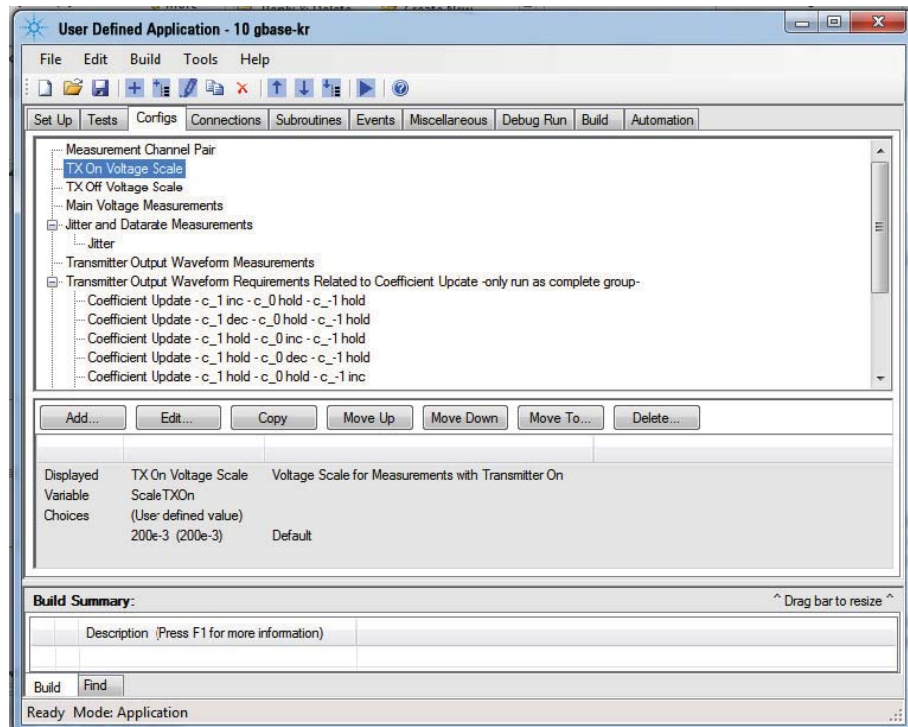 User Defined Application - 10 gbase-kr
File Edit Build Tools Help
Set Up Tests Configs Connections Subroutines Events Miscellaneous Debug Run Build Automation
Measurement Channel Pair
TX On Voltage Scale
TX Off Voltage Scale
Main Voltage Measurements
Jitter and Datarate Measurements
Jitter
Transmitter Output Waveform Measurements
Transmitter Output Waveform Requirements Related to Coefficient Update -only run as complete group-
Coefficient Update - c_1 inc - c_0 hold - c_-1 hold
Coefficient Update - c_1 dec - c_0 hold - c_-1 hold
Coefficient Update - c_1 hold - c_0 inc - c_-1 hold
Coefficient Update - c_1 hold - c_0 dec - c_-1 hold
Coefficient Update - c_1 hold - c_0 hold - c_-1 inc
Add... Edit... Copy Move Up Move Down Move To... Delete...
Displayed TX On Voltage Scale Voltage Scale for Measurements with Transmitter On
Variable ScaleTXOn
Choices (User defined value)
200e-3 (200e-3) Default
Build Summary: ^ Drag bar to resize ^
Description (Press F1 for more information)
Build Find
Ready Mode: Application